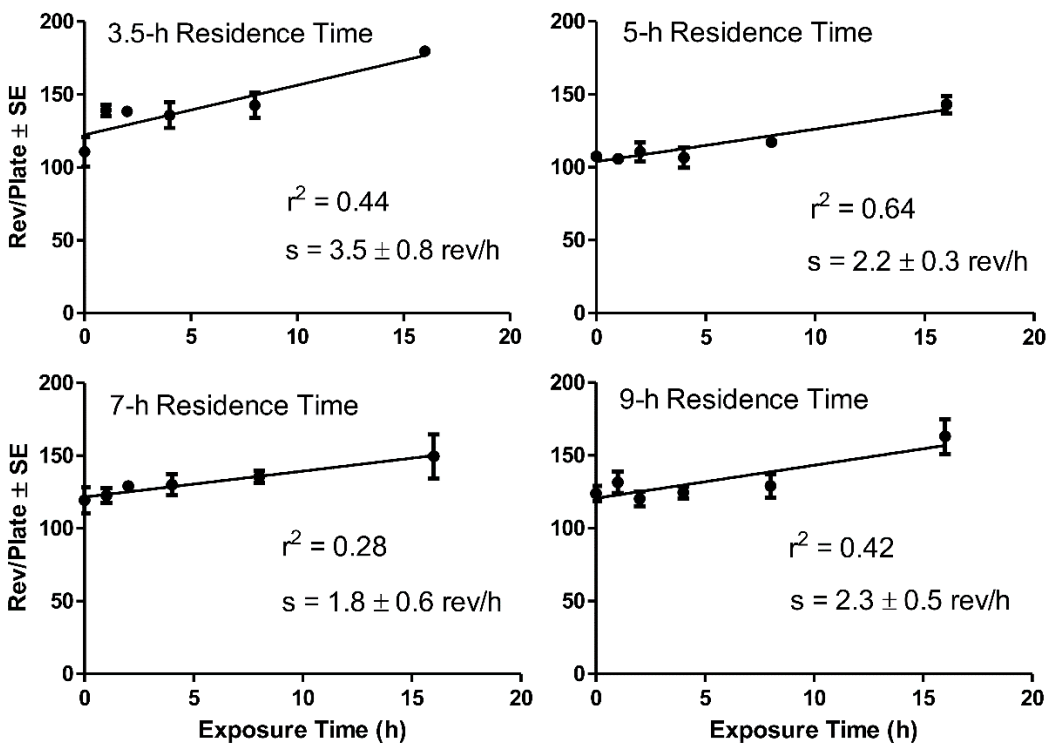 3.5-h Residence Time
200
150
100
50
0
Rev/Plate ± SE
r² = 0.44
s = 3.5 ± 0.8 rev/h
0 5 10 15 20
5-h Residence Time
200
150
100
50
0
r² = 0.64
s = 2.2 ± 0.3 rev/h
0 5 10 15 20
7-h Residence Time
200
150
100
50
0
Rev/Plate ± SE
r² = 0.28
s = 1.8 ± 0.6 rev/h
0 5 10 15 20
Exposure Time (h)
9-h Residence Time
200
150
100
50
0
r² = 0.42
s = 2.3 ± 0.5 rev/h
0 5 10 15 20
Exposure Time (h)